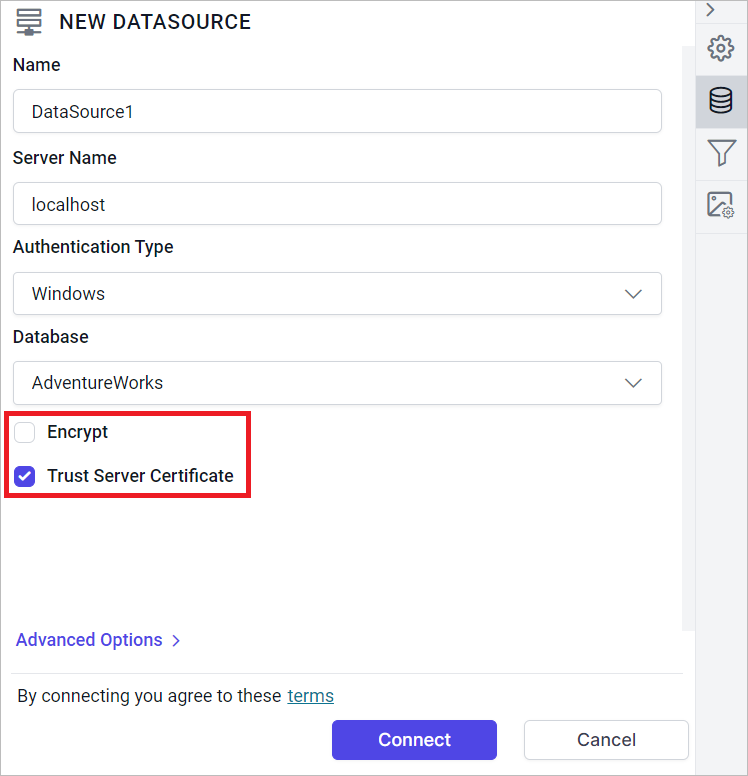 NEW DATASOURCE
Name
DataSource1
Server Name
localhost
Authentication Type
Windows
Database
AdventureWorks
Encrypt
Trust Server Certificate
Advanced Options
By connecting you agree to these terms
Connect Cancel